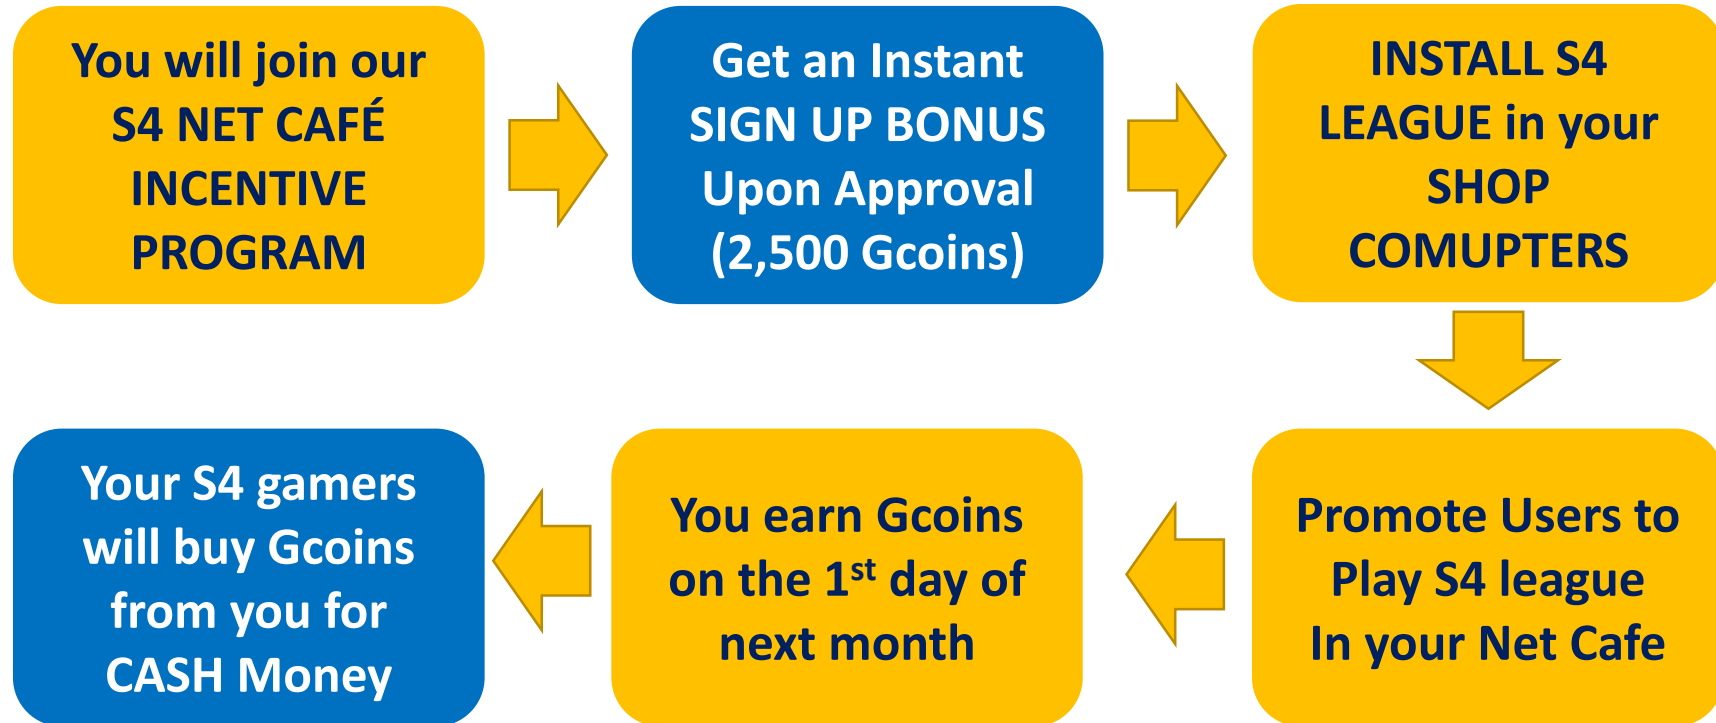 You will join our
S4 NET CAFÉ
INCENTIVE
PROGRAM
Get an Instant
SIGN UP BONUS
Upon Approval
(2,500 Gcoins)
INSTALL S4
LEAGUE in your
SHOP
COMUPTERS
Promote Users to
Play S4 league
In your Net Cafe
You earn Gcoins
on the 1st day of
next month
Your S4 gamers
will buy Gcoins
from you for
CASH Money